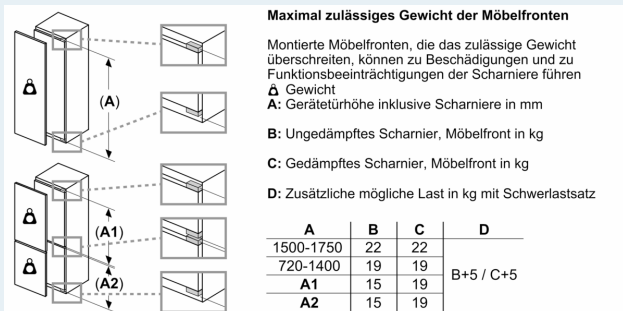 Maximal zulässiges Gewicht der Möbelfronten
Montierte Möbelfronten, die das zulässige Gewicht
überschreiten, können zu Beschädigungen und zu
Funktionsbeeinträchtigungen der Scharniere führen
Gewicht
A: Gerätetürhöhe inklusive Scharniere in mm
B: Ungedämpftes Scharnier, Möbelfront in kg
C: Gedämpftes Scharnier, Möbelfront in kg
D: Zusätzliche mögliche Last in kg mit Schwerlastsatz
(A)
(A1)
(A2)
A B C D
1500-1750 22 22
720-1400 19 19
B+5 / C+5
A1 15 19
A2 15 19